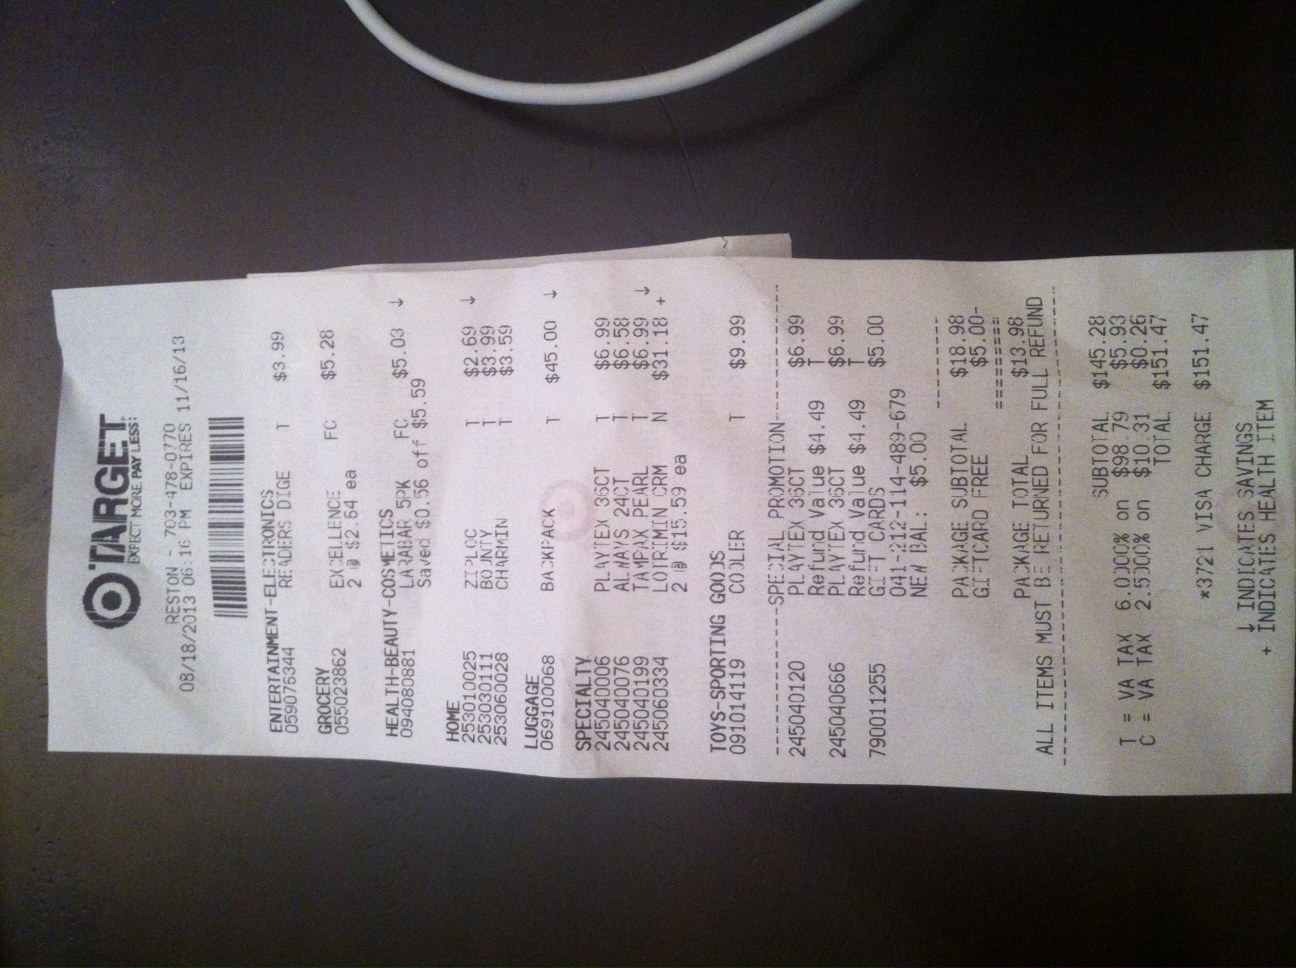 TARGET
EXPECT MORE. PAY LESS.
RESTON - 703-478-0770
08/18/2013 06:16 PM EXPIRES 11/16/13
ENTERTAINMENT-ELECTRONICS
059076344 READERS DIGE T $3.99
GROCERY
055023862 EXCELLENCE FC $5.28
2 @ $2.64 ea
HEALTH-BEAUTY-COSMETICS
094080881 LARABAR 5PK FC $5.03 ↓
Saved $0.56 off $5.59
HOME
253010025 ZIPLOC T $2.69 ↓
253030111 BOUNTY T $3.99
253060028 CHARMIN T $3.59
LUGGAGE
069100068 BACKPACK T $45.00 ↓
SPECIALTY
245040006 PLAYTEX 36CT T $6.99
245040076 ALWAYS 24CT T $6.58
245040199 TAMPAX PEARL T $6.99 ↓
245060334 LOTRIMIN CRM N $31.18 +
2 @ $15.59 ea
TOYS-SPORTING GOODS
091014119 COOLER T $9.99
-------------SPECIAL PROMOTION------------
245040120 PLAYTEX 36CT $6.99
Refund Value $4.49 T
245040666 PLAYTEX 36CT $6.99
Refund Value $4.49 T
790011255 GIFT CARDS $5.00
041-212-114-489-679
NEW BAL: $5.00
PACKAGE SUBTOTAL $18.98
GIFTCARD FREE $5.00-
PACKAGE TOTAL $13.98
ALL ITEMS MUST BE RETURNED FOR FULL REFUND
SUBTOTAL $145.28
T = VA TAX 6.0000% on $98.79 $5.93
C = VA TAX 2.5000% on $10.31 $0.26
TOTAL $151.47
*3721 VISA CHARGE $151.47
↓ INDICATES SAVINGS
+ INDICATES HEALTH ITEM